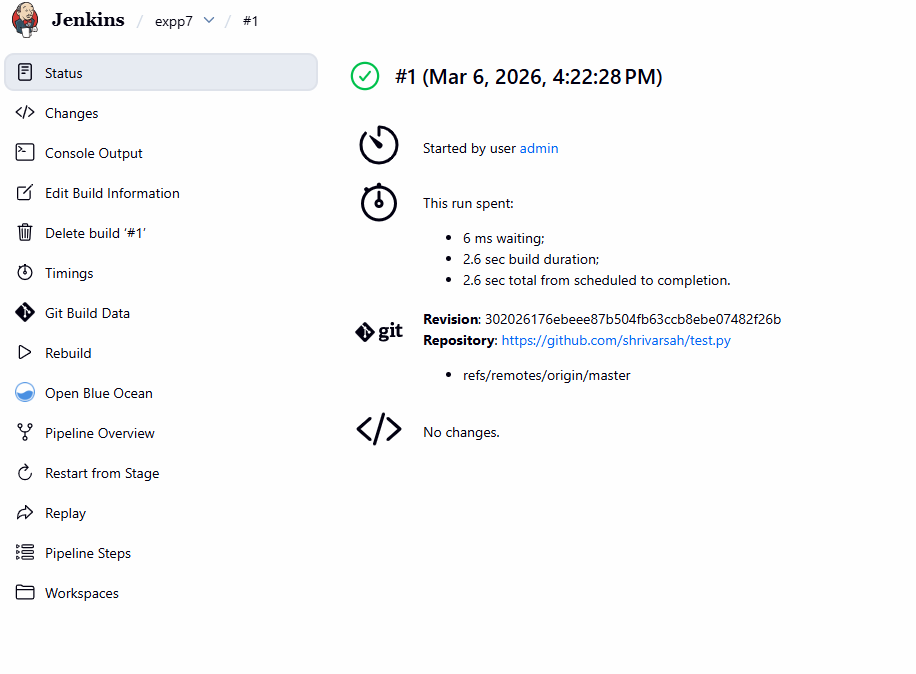 Jenkins / expp7 / #1
Status
Changes
Console Output
Edit Build Information
Delete build ‘#1’
Timings
Git Build Data
Rebuild
Open Blue Ocean
Pipeline Overview
Restart from Stage
Replay
Pipeline Steps
Workspaces
#1 (Mar 6, 2026, 4:22:28 PM)
Started by user admin
This run spent:
• 6 ms waiting;
• 2.6 sec build duration;
• 2.6 sec total from scheduled to completion.
git
Revision: 302026176ebeee87b504fb63ccb8ebe07482f26b
Repository: https://github.com/shrivarsah/test.py
• refs/remotes/origin/master
No changes.